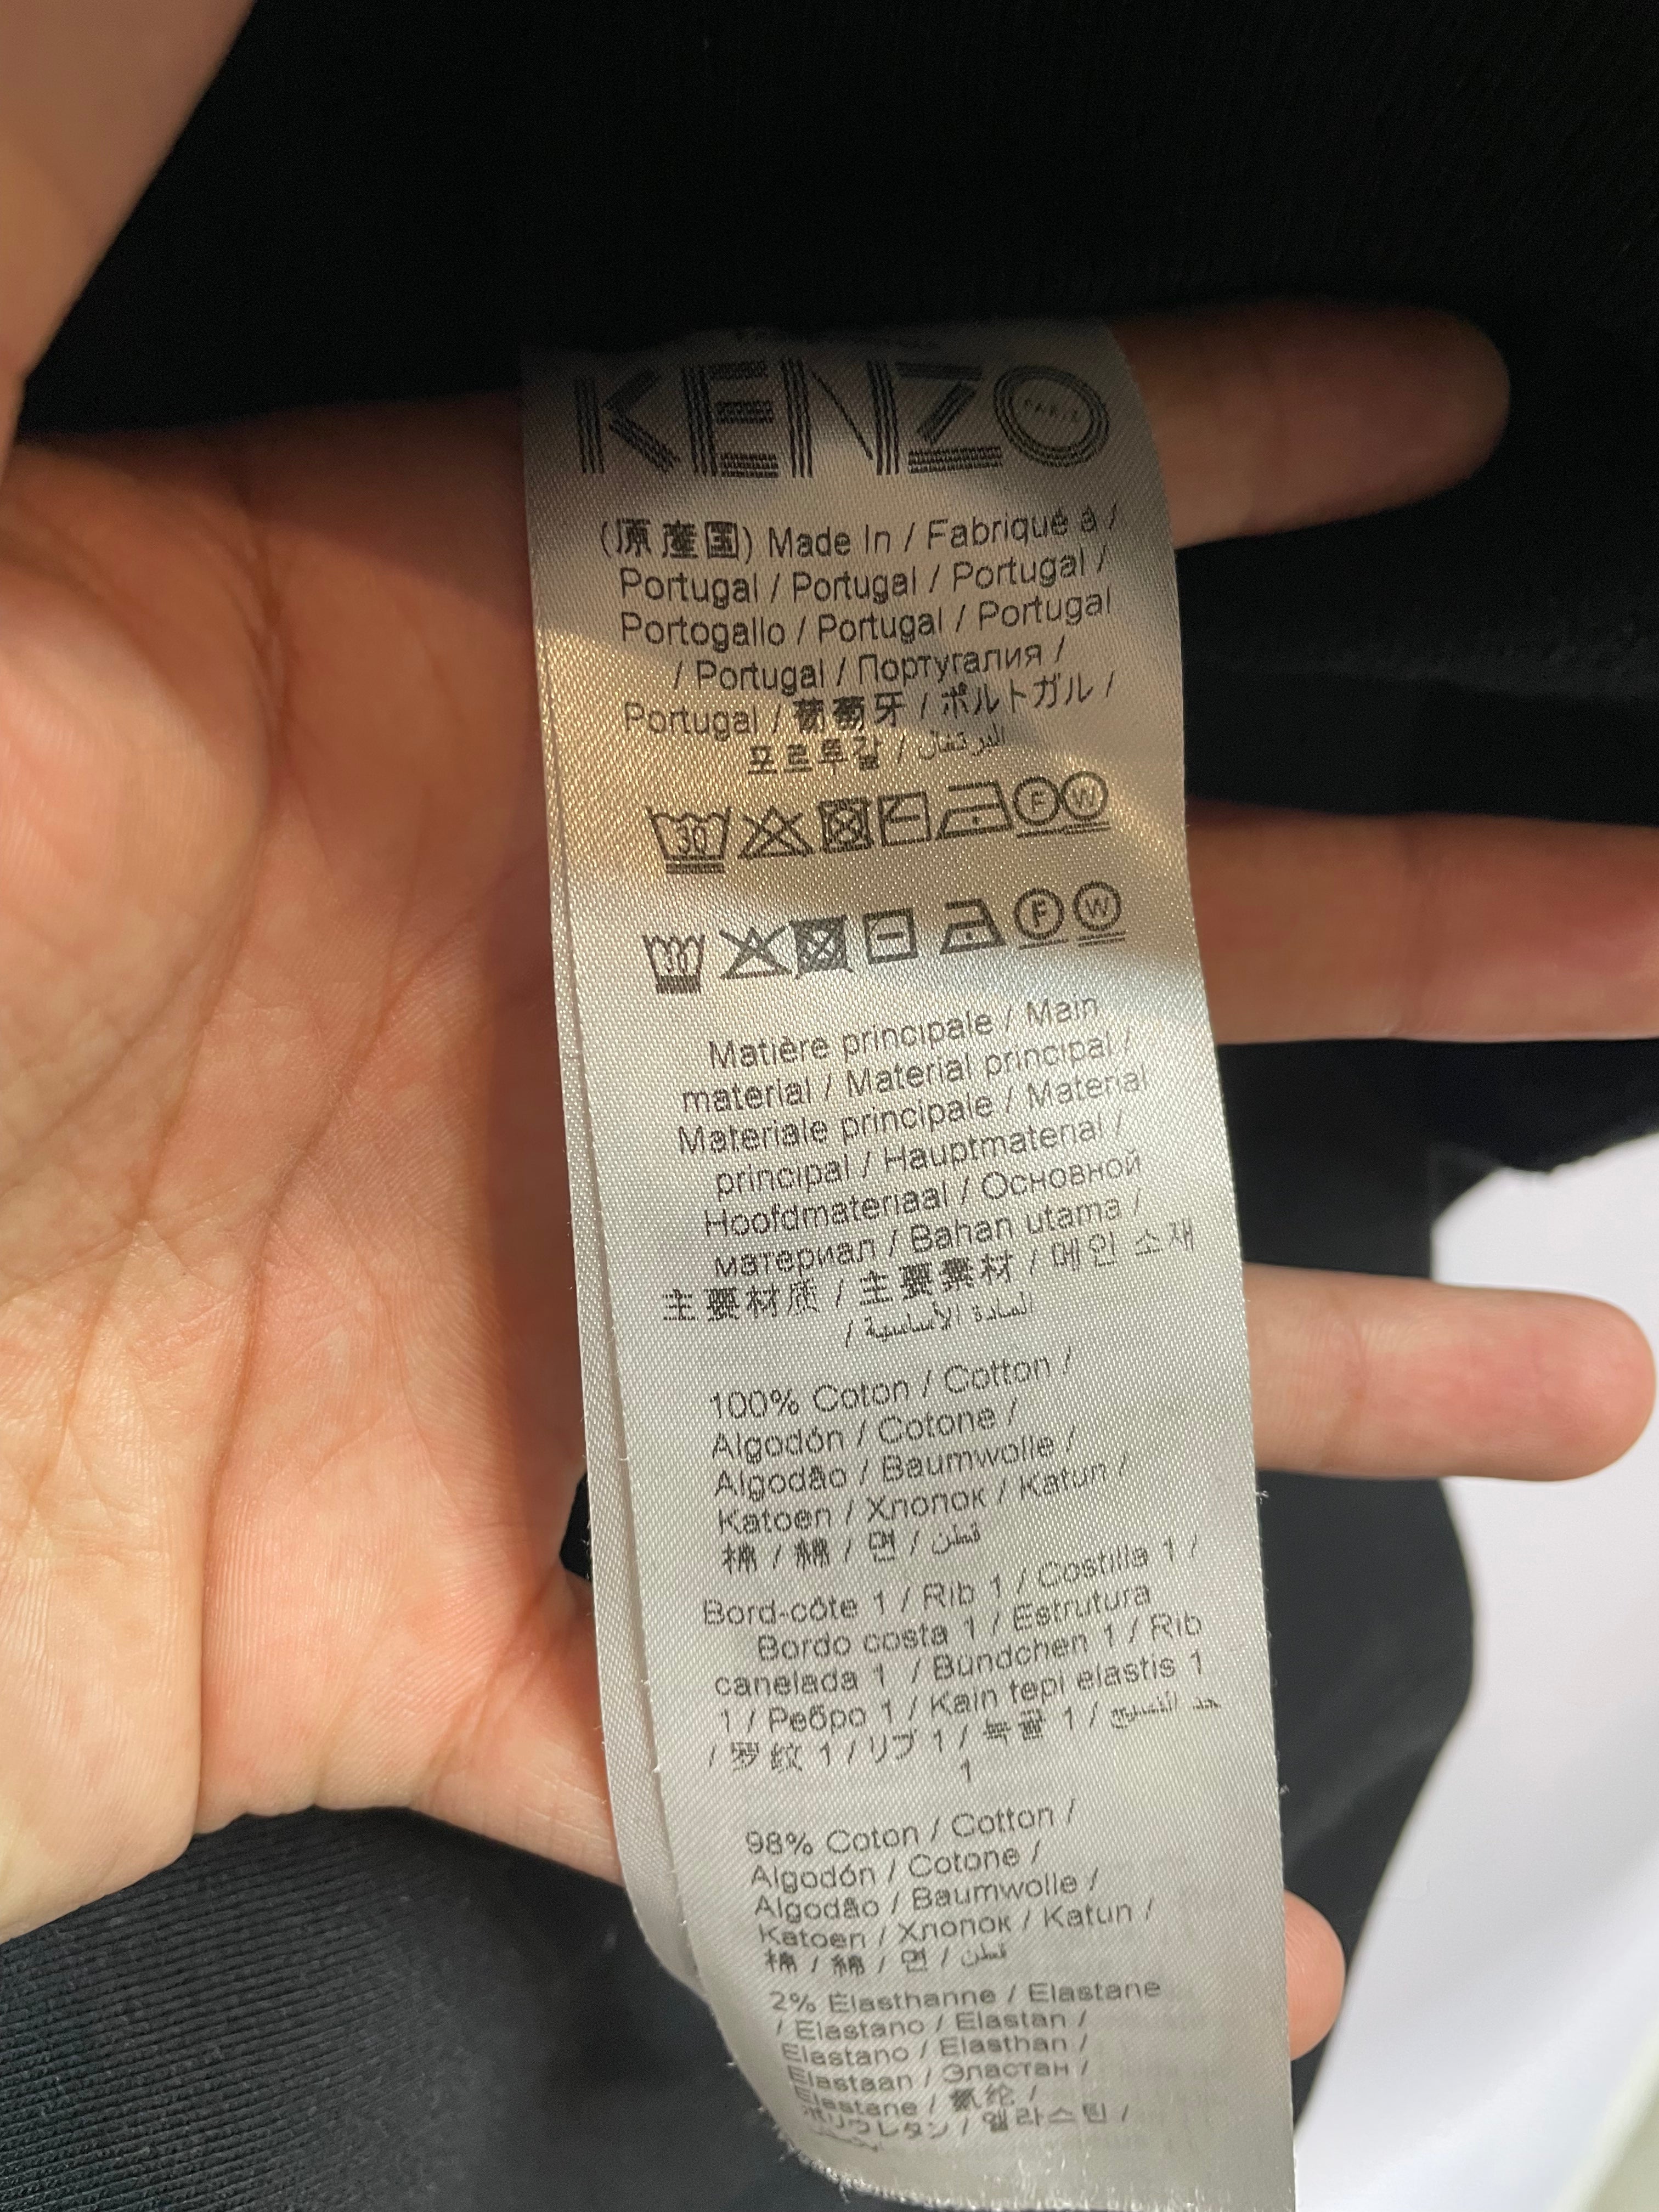 KENZO
PARIS
(原産国) Made In / Fabriqué à /
Portugal / Portugal / Portugal /
Portogallo / Portugal / Portugal
/ Portugal / Португалия /
Portugal / 葡萄牙 / ポルトガル /
포르투갈 / البرتغال
30 F W
30 F W
Matière principale / Main
material / Material principal /
Materiale principale / Material
principal / Hauptmaterial /
Hoofdmateriaal / Основной
материал / Bahan utama /
主要材质 / 主要素材 / 메인 소재
/ المادة الأساسية
100% Coton / Cotton /
Algodón / Cotone /
Algodão / Baumwolle /
Katoen / Хлопок / Katun /
棉 / 綿 / 면 / قطن
Bord-côte 1 / Rib 1 / Costilla 1 /
Bordo costa 1 / Estrutura
canelada 1 / Bündchen 1 / Rib
1 / Ребро 1 / Kain tepi elastis 1
/ 罗纹 1 / リブ 1 / 늑골 1 /
1
98% Coton / Cotton /
Algodón / Cotone /
Algodão / Baumwolle /
Katoen / Хлопок / Katun /
棉 / 綿 / 면 / قطن
2% Élasthanne / Elastane
/ Elastano / Elastan /
Elastano / Elasthan /
Elastaan / Эластан /
Elastane / 氨纶 /
ポリウレタン / 엘라스틴 /